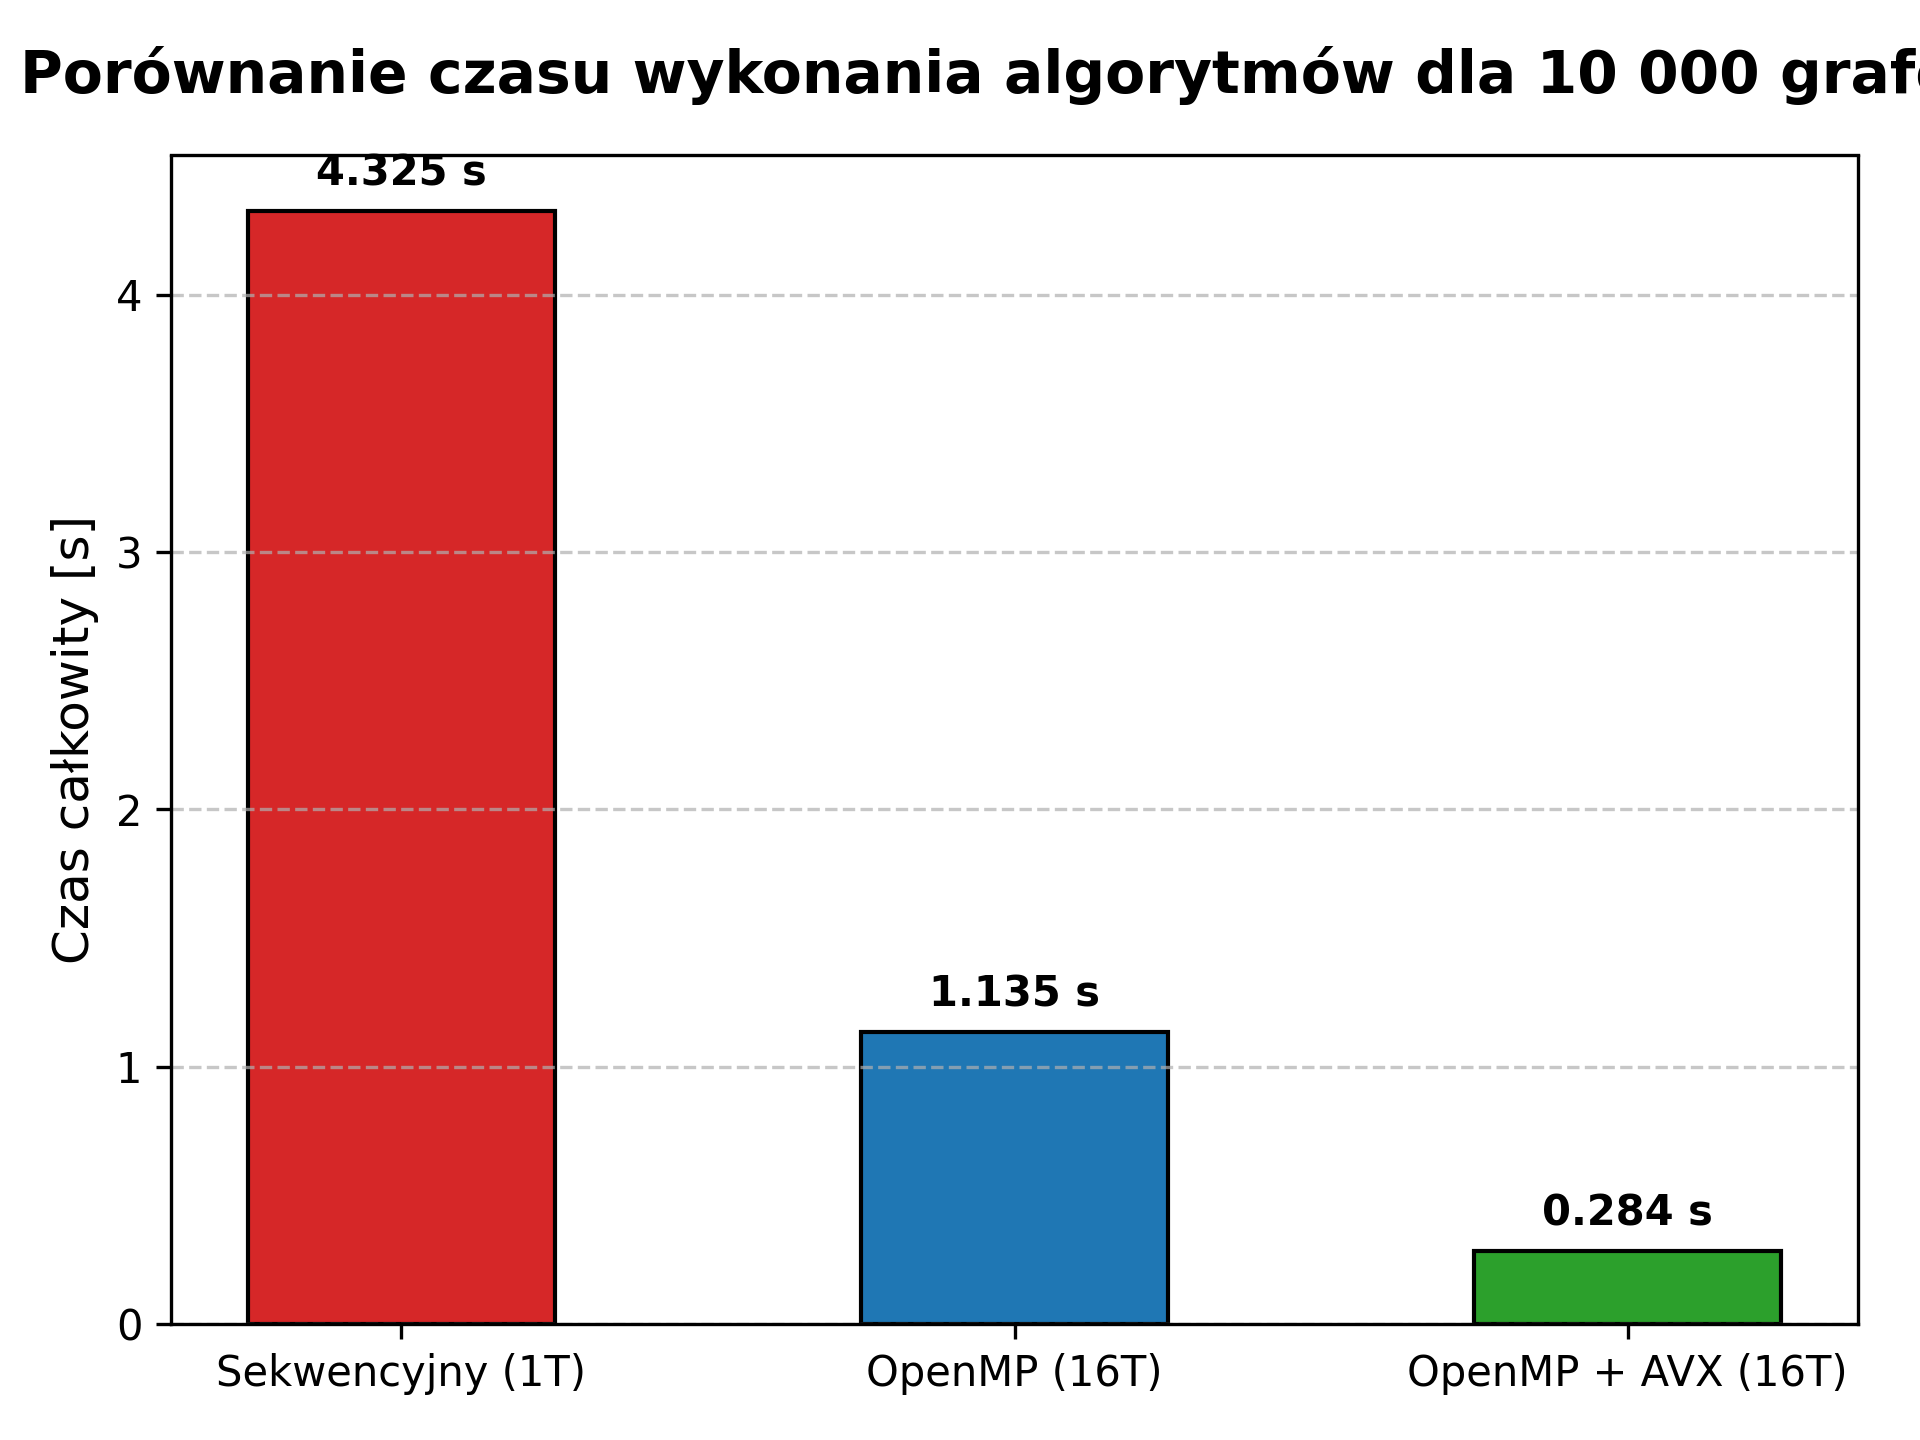 Porównanie czasu wykonania algorytmów dla 10 000
4.325 s
4
3
2
1
0
Czas całkowity [s]
1.135 s
0.284 s
Sekwencyjny (1T)
OpenMP (16T)
OpenMP + AVX (16T)